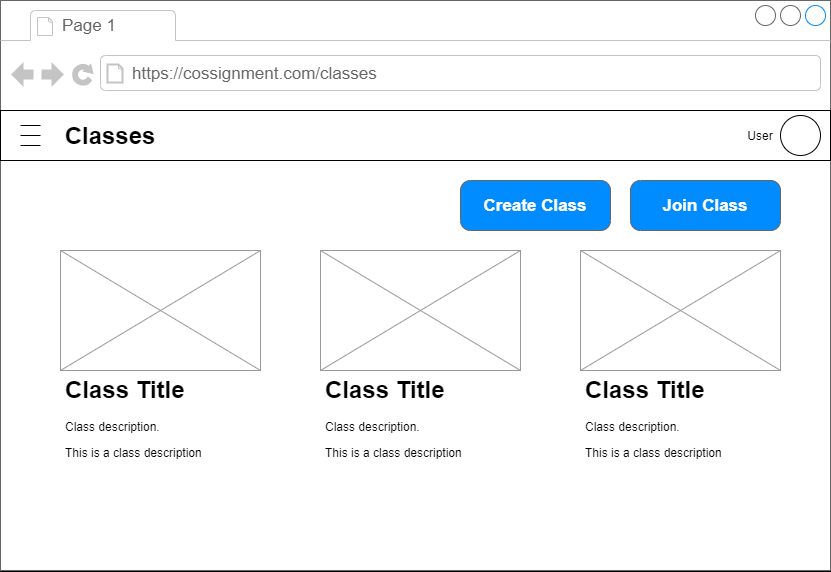 Page 1
https://cossignment.com/classes
Classes
User
Create Class
Join Class
Class Title
Class description.
This is a class description
Class Title
Class description.
This is a class description
Class Title
Class description.
This is a class description